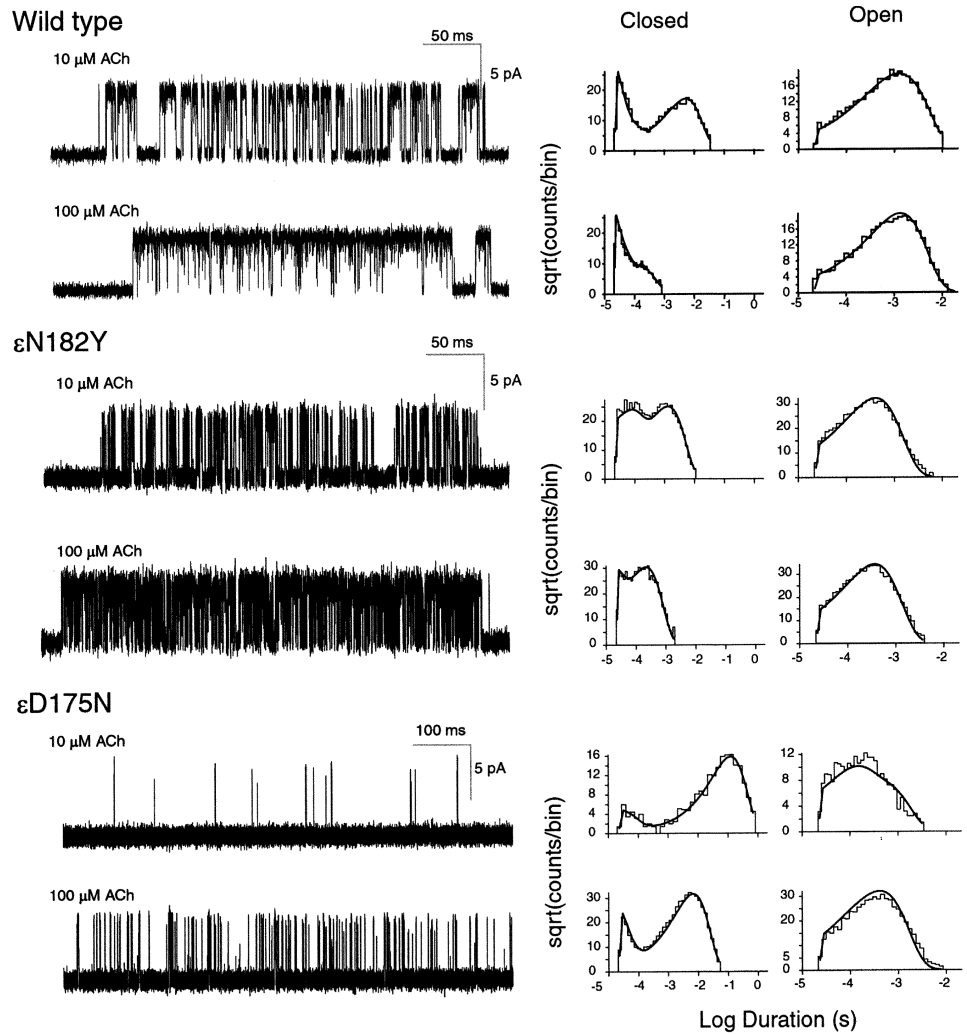 Wild type
Closed
Open
50 ms
10 μM ACh
5 pA
20
10
0
16
12
8
4
0
sqrt(counts/bin)
100 μM ACh
20
10
0
-5 -4 -3 -2 -1 0
16
12
8
4
0
-5 -4 -3 -2
εN182Y
50 ms
10 μM ACh
5 pA
20
10
0
30
20
10
0
sqrt(counts/bin)
100 μM ACh
30
20
10
0
-5 -4 -3 -2 -1 0
30
20
10
0
-5 -4 -3 -2
εD175N
100 ms
10 μM ACh
5 pA
16
12
8
4
0
12
8
4
0
sqrt(counts/bin)
100 μM ACh
30
20
10
0
-5 -4 -3 -2 -1 0
30
20
5
0
-5 -4 -3 -2
Log Duration (s)